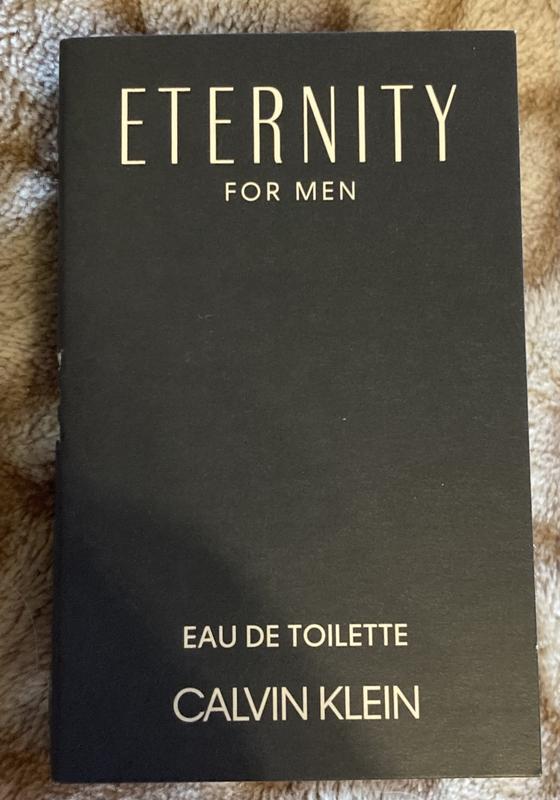 ETERNITY
FOR MEN
EAU DE TOILETTE
CALVIN KLEIN